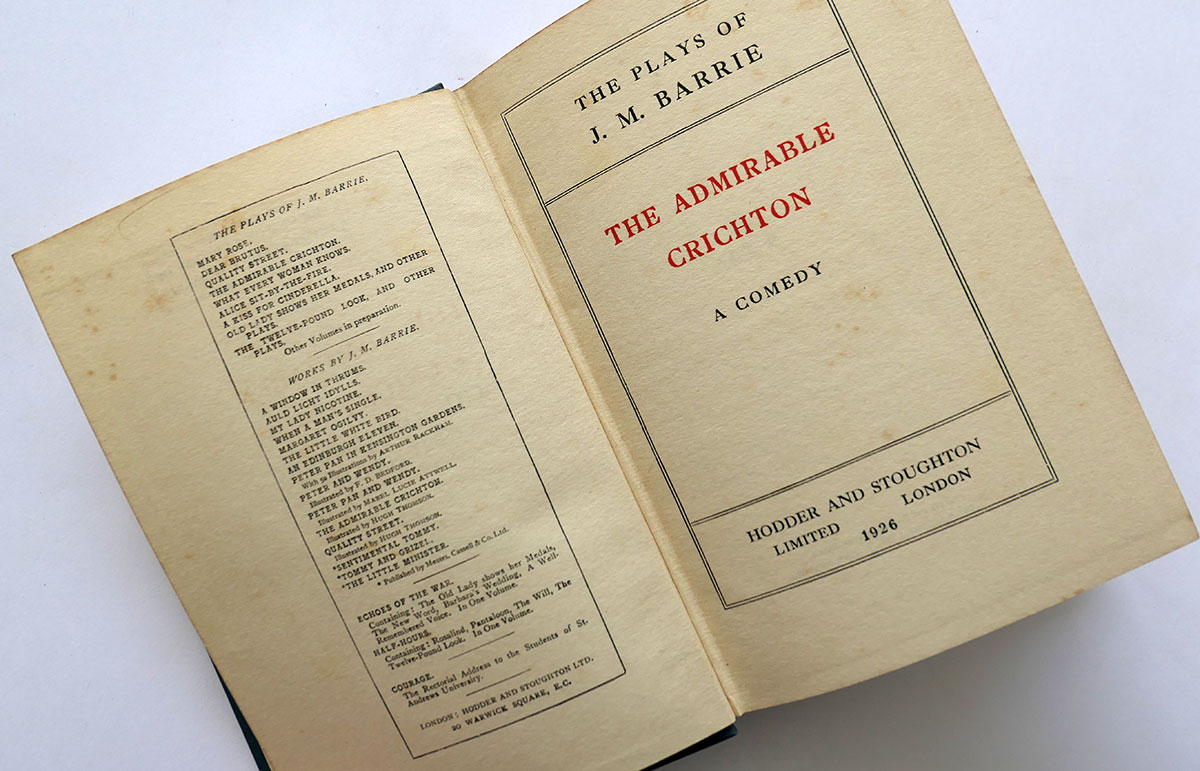 THE PLAYS OF J. M. BARRIE.
MARY ROSE.
DEAR BRUTUS.
QUALITY STREET.
THE ADMIRABLE CRICHTON.
WHAT EVERY WOMAN KNOWS.
ALICE SIT-BY-THE-FIRE.
A KISS FOR CINDERELLA.
OLD LADY SHOWS HER MEDALS, AND OTHER
PLAYS.
THE TWELVE-POUND LOOK, AND OTHER
PLAYS.
Other Volumes in preparation.
WORKS BY J. M. BARRIE.
A WINDOW IN THRUMS.
AULD LICHT IDYLLS.
MY LADY NICOTINE.
WHEN A MAN'S SINGLE.
MARGARET OGILVY.
THE LITTLE WHITE BIRD.
AN EDINBURGH ELEVEN.
PETER PAN IN KENSINGTON GARDENS.
With 50 Illustrations by ARTHUR RACKHAM.
PETER AND WENDY.
Illustrated by F. D. BEDFORD.
PETER PAN AND WENDY.
Illustrated by MABEL LUCIE ATTWELL.
THE ADMIRABLE CRICHTON.
Illustrated by HUGH THOMSON.
QUALITY STREET.
Illustrated by HUGH THOMSON.
*SENTIMENTAL TOMMY.
*TOMMY AND GRIZEL.
*THE LITTLE MINISTER.
* Published by Messrs. Cassell & Co. Ltd.
ECHOES OF THE WAR.
Containing: The Old Lady shows her Medals,
The New Word, Barbara's Wedding, A Well-
Remembered Voice. In One Volume.
HALF-HOURS.
Containing: Rosalind, Pantaloon, The Will, The
Twelve-Pound Look. In One Volume.
COURAGE.
The Rectorial Address to the Students of St.
Andrews University.
LONDON: HODDER AND STOUGHTON LTD.
20 WARWICK SQUARE, E.C.
THE PLAYS OF
J. M. BARRIE
THE ADMIRABLE
CRICHTON
A COMEDY
HODDER AND STOUGHTON
LIMITED LONDON
1926